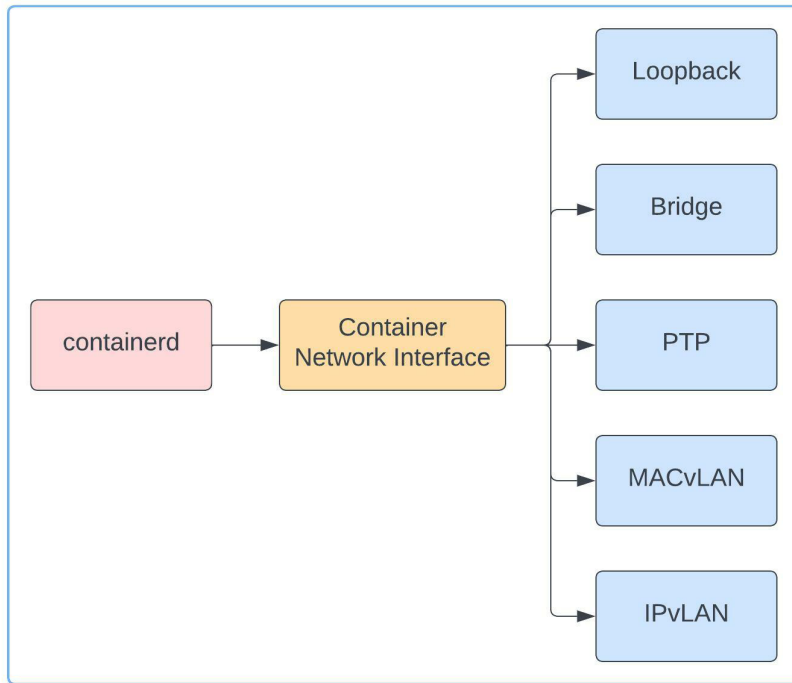 Loopback
Bridge
containerd
Container
Network Interface
PTP
MACvLAN
IPvLAN